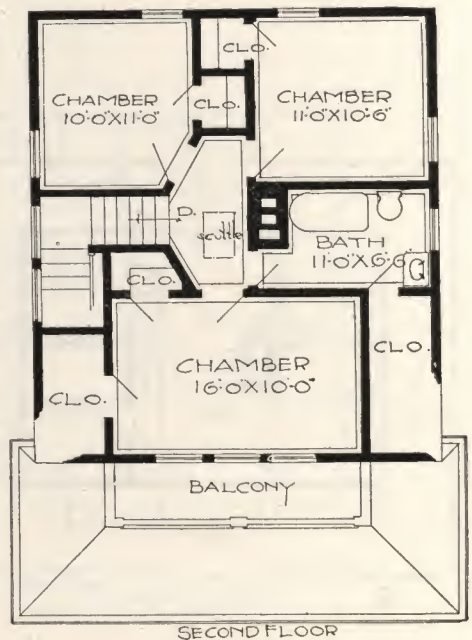 CLO.
CHAMBER
10'-0"X11'-0"
CLO.
CHAMBER
11'-0"X10'-6"
D.
scuttle
BATH
11'-0"X6'-6"
CLO.
CHAMBER
16'-0"X10'-0"
CLO.
CLO.
BALCONY
SECOND FLOOR